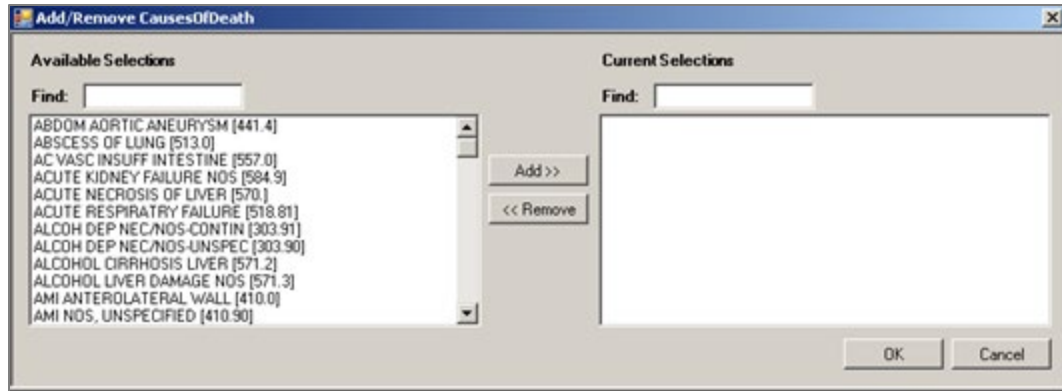 Add/Remove CausesOfDeath
Available Selections
Find:
ABDOM AORTIC ANEURYSM [441.4]
ABSCESS OF LUNG [513.0]
AC VASC INSUFF INTESTINE [557.0]
ACUTE KIDNEY FAILURE NOS [584.9]
ACUTE NECROSIS OF LIVER [570.]
ACUTE RESPIRATRY FAILURE [518.81]
ALCOH DEP NEC/NOS-CONTIN [303.91]
ALCOH DEP NEC/NOS-UNSPEC [303.90]
ALCOHOL CIRRHOSIS LIVER [571.2]
ALCOHOL LIVER DAMAGE NOS [571.3]
AMI ANTEROLATERAL WALL [410.0]
AMI NOS, UNSPECIFIED [410.90]
Add >>
<< Remove
Current Selections
Find:
OK
Cancel